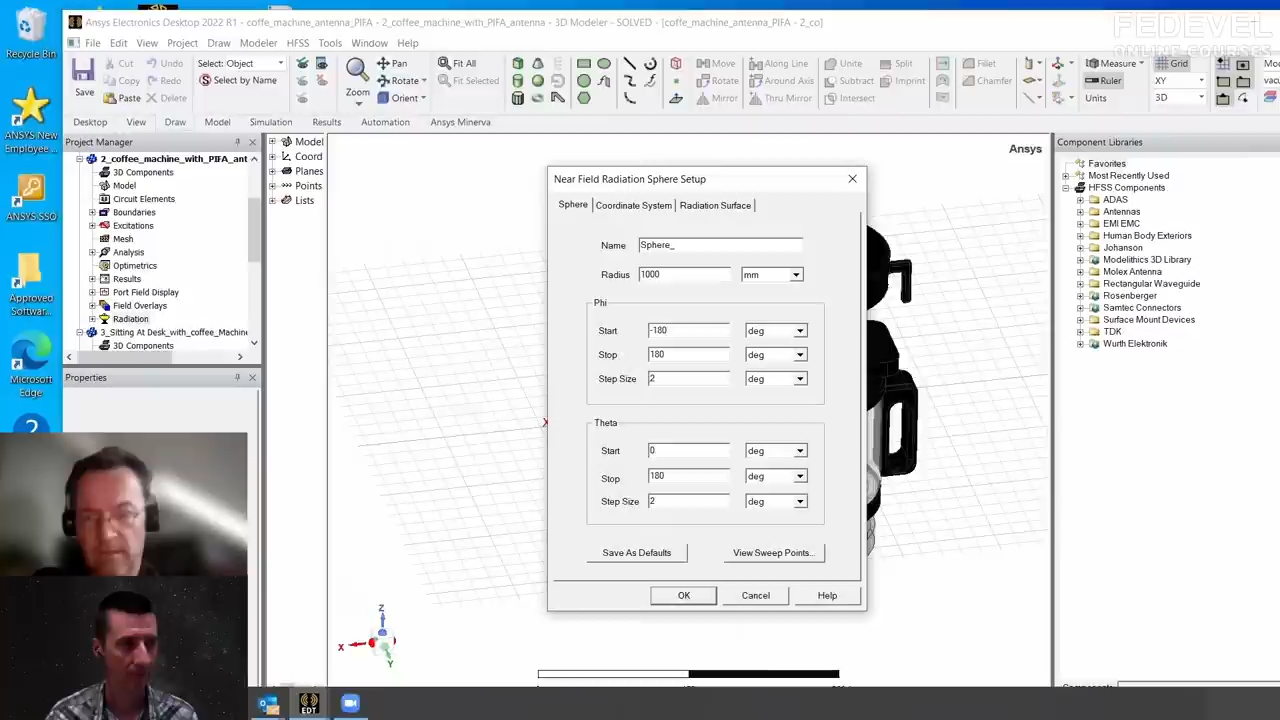 Recycle Bin
ANSYS New
Employee ...
ANSYS SSO
Approved
Softwar...
Microsoft
Edge
Ansys Electronics Desktop 2022 R1 - coffe_machine_antenna_PIFA - 2_coffee_machine_with_PIFA_antenna - 3D Modeler - SOLVED - [coffe_machine_antenna_PIFA - 2_co]
FEDEVEL
ONLINE COURSES
File Edit View Project Draw Modeler HFSS Tools Window Help
Save
Cut
Copy
Paste
Undo
Redo
Delete
Select: Object
Select by Name
Zoom
Pan
Rotate
Orient
Fit All
Fit Selected
Move
Rotate
Mirror
Along Line
Around Axis
Thru Mirror
Unite
Subtract
Intersect
Split
Imprint
Fillet
Chamfer
Measure
Ruler
Units
Grid
XY
3D
Desktop View Draw Model Simulation Results Automation Ansys Minerva
Project Manager
2_coffee_machine_with_PIFA_ant
3D Components
Model
Circuit Elements
Boundaries
Excitations
Mesh
Analysis
Optimetrics
Results
Port Field Display
Field Overlays
Radiation
3_Sitting At Desk_with_coffee_Machine
3D Components
Properties
Model
Coord
Planes
Points
Lists
Ansys
Near Field Radiation Sphere Setup
Sphere Coordinate System Radiation Surface
Name Sphere_
Radius 1000 mm
Phi
Start -180 deg
Stop 180 deg
Step Size 2 deg
Theta
Start 0 deg
Stop 180 deg
Step Size 2 deg
Save As Defaults View Sweep Points...
OK Cancel Help
X
Z
X
Y
Component Libraries
Favorites
Most Recently Used
HFSS Components
ADAS
Antennas
EMI EMC
Human Body Exteriors
Johanson
Modelithics 3D Library
Molex Antenna
Rectangular Waveguide
Rosenberger
Samtec Connectors
Surface Mount Devices
TDK
Wurth Elektronik
EDT